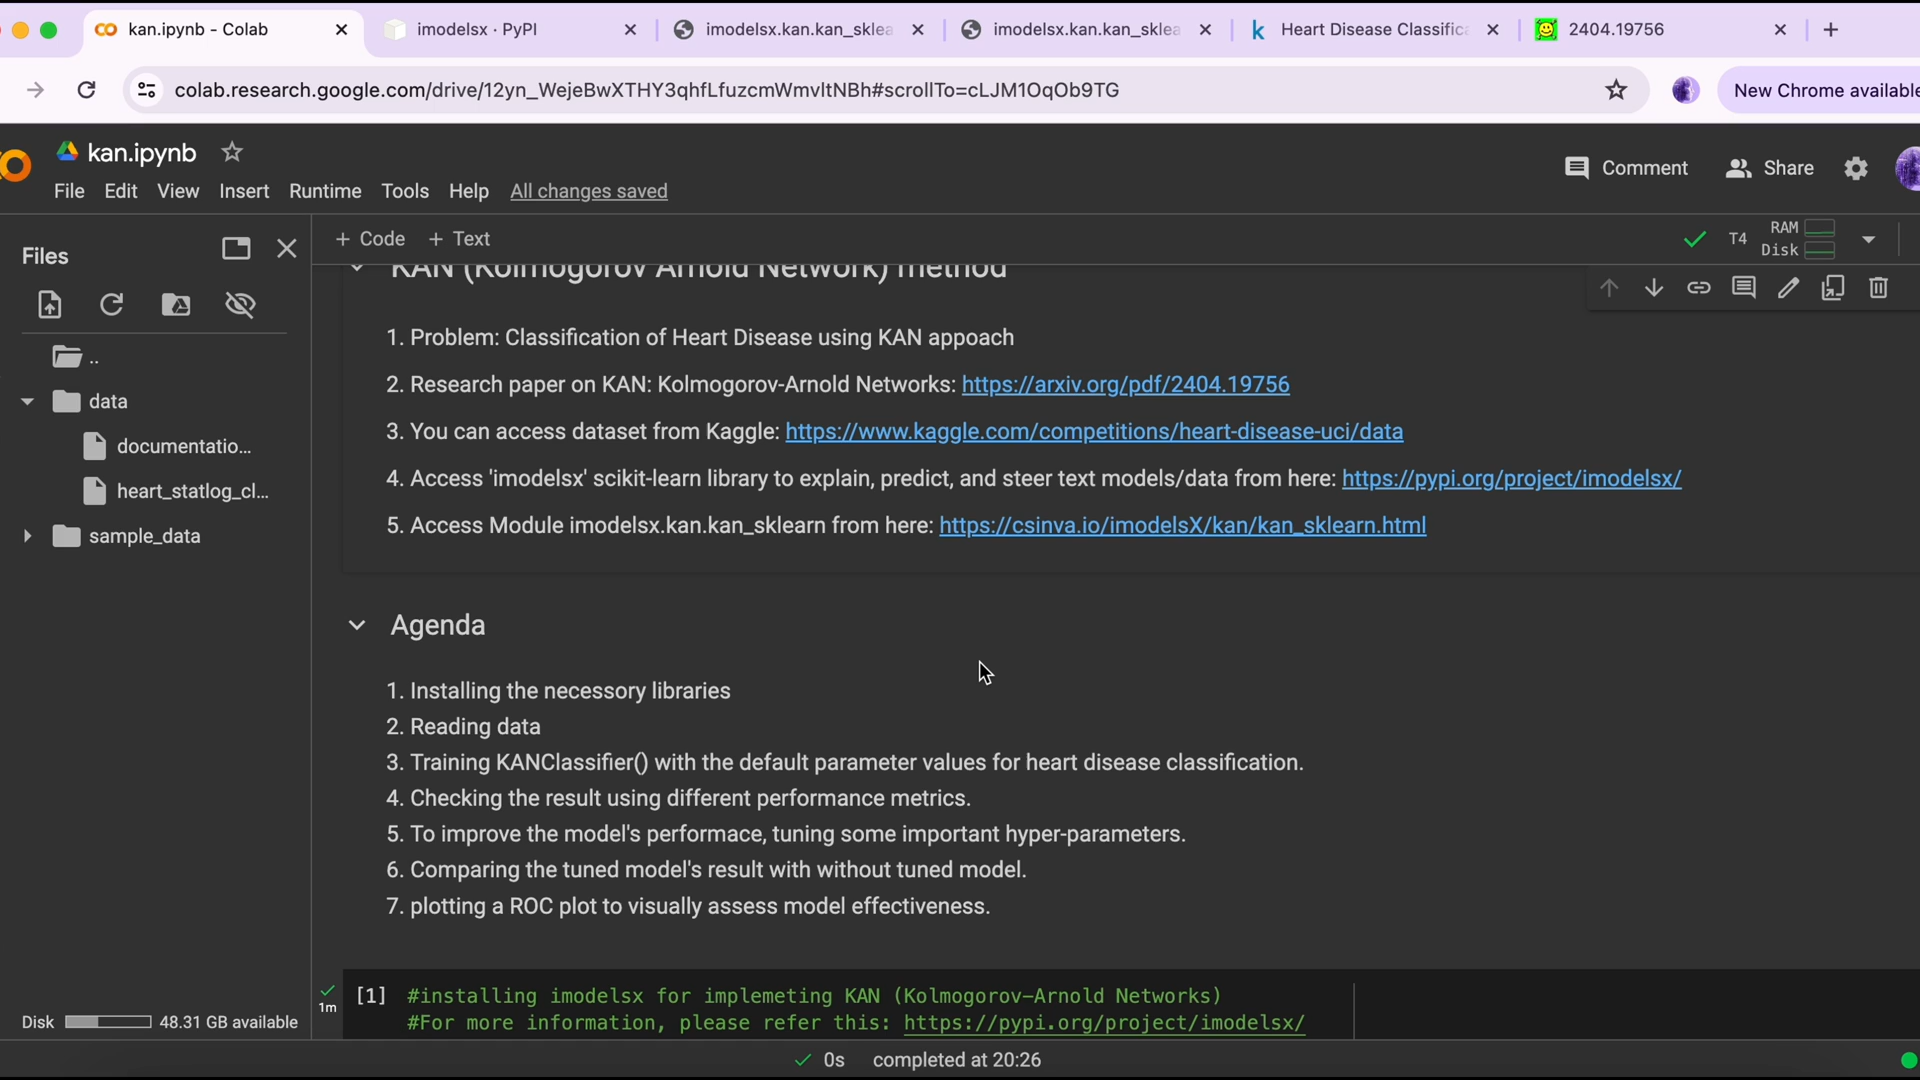 kan.ipynb - Colab
imodelsx · PyPI
imodelsx.kan.kan_sklea
imodelsx.kan.kan_sklea
Heart Disease Classific
2404.19756
colab.research.google.com/drive/12yn_WejeBwXTHY3qhfLfuzcmWmvltNBh#scrollTo=cLJM1OqOb9TG
New Chrome available
kan.ipynb
Comment
Share
File Edit View Insert Runtime Tools Help All changes saved
Files
+ Code + Text
T4
RAM
Disk
KAN (Kolmogorov Arnold Network) method
1. Problem: Classification of Heart Disease using KAN appoach
2. Research paper on KAN: Kolmogorov-Arnold Networks: https://arxiv.org/pdf/2404.19756
3. You can access dataset from Kaggle: https://www.kaggle.com/competitions/heart-disease-uci/data
4. Access 'imodelsx' scikit-learn library to explain, predict, and steer text models/data from here: https://pypi.org/project/imodelsx/
5. Access Module imodelsx.kan.kan_sklearn from here: https://csinva.io/imodelsX/kan/kan_sklearn.html
..
data
documentatio...
heart_statlog_cl...
sample_data
Agenda
1. Installing the necessory libraries
2. Reading data
3. Training KANClassifier() with the default parameter values for heart disease classification.
4. Checking the result using different performance metrics.
5. To improve the model's performace, tuning some important hyper-parameters.
6. Comparing the tuned model's result with without tuned model.
7. plotting a ROC plot to visually assess model effectiveness.
1m
[1] #installing imodelsx for implemeting KAN (Kolmogorov-Arnold Networks)
#For more information, please refer this: https://pypi.org/project/imodelsx/
Disk 48.31 GB available
0s completed at 20:26